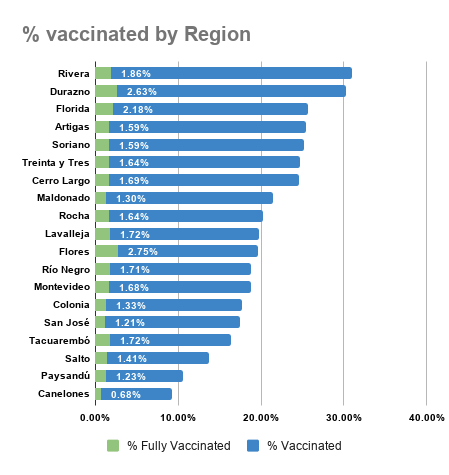 % vaccinated by Region
Rivera 1.86%
Durazno 2.63%
Florida 2.18%
Artigas 1.59%
Soriano 1.59%
Treinta y Tres 1.64%
Cerro Largo 1.69%
Maldonado 1.30%
Rocha 1.64%
Lavalleja 1.72%
Flores 2.75%
Río Negro 1.71%
Montevideo 1.68%
Colonia 1.33%
San José 1.21%
Tacuarembó 1.72%
Salto 1.41%
Paysandú 1.23%
Canelones 0.68%
0.00% 10.00% 20.00% 30.00% 40.00%
% Fully Vaccinated % Vaccinated